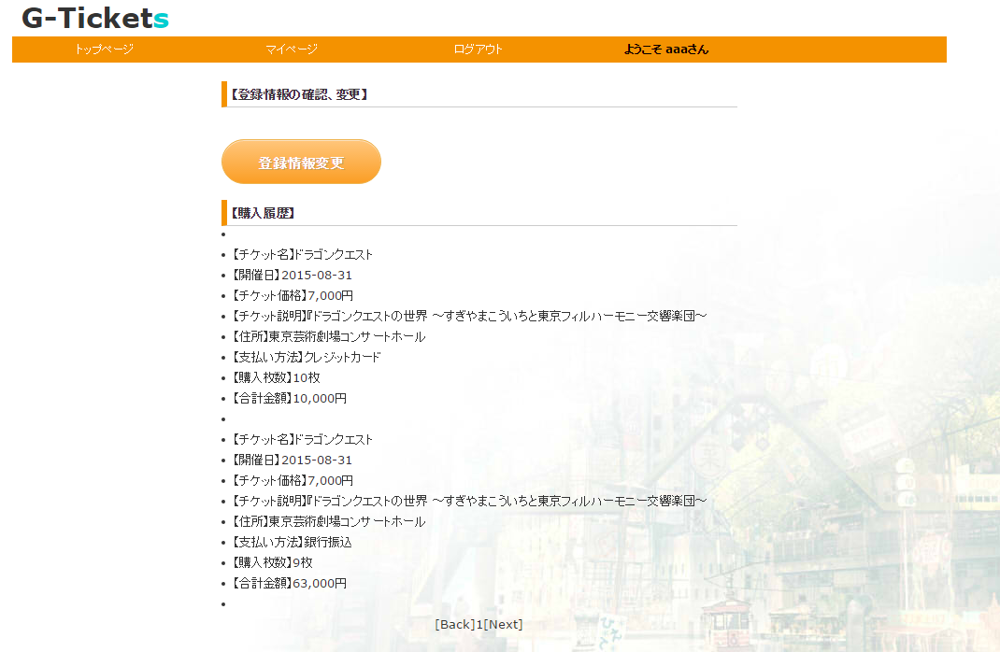 G-Tickets
トップページ マイページ ログアウト ようこそ aaaさん
【登録情報の確認、変更】
登録情報変更
【購入履歴】
【チケット名】ドラゴンクエスト
【開催日】2015-08-31
【チケット価格】7,000円
【チケット説明】『ドラゴンクエストの世界 ～すぎやまこういちと東京フィルハーモニー交響楽団～
【住所】東京芸術劇場コンサートホール
【支払い方法】クレジットカード
【購入枚数】10枚
【合計金額】10,000円
【チケット名】ドラゴンクエスト
【開催日】2015-08-31
【チケット価格】7,000円
【チケット説明】『ドラゴンクエストの世界 ～すぎやまこういちと東京フィルハーモニー交響楽団～
【住所】東京芸術劇場コンサートホール
【支払い方法】銀行振込
【購入枚数】9枚
【合計金額】63,000円
[Back]1[Next]